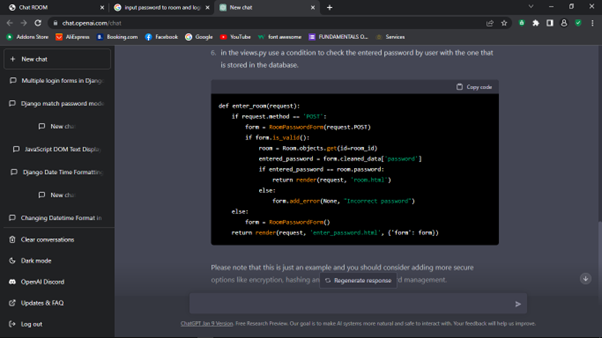 Chat ROOM
input password to room and log
New chat
chat.openai.com/chat
Addons Store
AliExpress
Booking.com
facebook
Google
YouTube
font awesome
FUNDAMENTALS O...
Services
+ New chat
Multiple login forms in Djang
Django match password mod
New cha
JavaScript DOM Text Displa
Django Date Time Formattin
New cha
Changing Datetime Format in
Clear conversations
Dark mode
OpenAI Discord
Updates & FAQ
Log out
6. in the views.py use a condition to check the entered password by user with the one that
is stored in the database.
Copy code
def enter_room(request):
if request.method == 'POST':
form = RoomPasswordForm(request.POST)
if form.is_valid():
room = Room.objects.get(id=room_id)
entered_password = form.cleaned_data['password']
if entered_password == room.password:
return render(request, 'room.html')
else:
form.add_error(None, "Incorrect password")
else:
form = RoomPasswordForm()
return render(request, 'enter_password.html', {'form': form})
Please note that this is just an example and you should consider adding more secure
options like encryption, hashing an
Regenerate response
d management.
ChatGPT Jan 9 Version. Free Research Preview. Our goal is to make AI systems more natural and safe to interact with. Your feedback will help us improve.